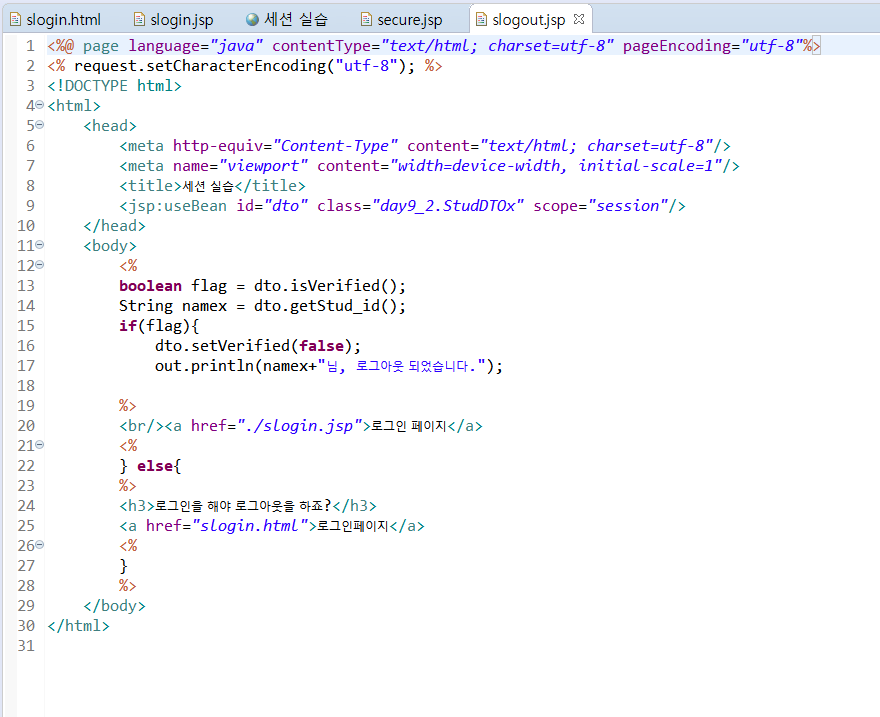 slogin.html slogin.jsp 세션 실습 secure.jsp slogout.jsp
1 <%@ page language="java" contentType="text/html; charset=utf-8" pageEncoding="utf-8"%>
2 <% request.setCharacterEncoding("utf-8"); %>
3 <!DOCTYPE html>
4 <html>
5     <head>
6         <meta http-equiv="Content-Type" content="text/html; charset=utf-8"/>
7         <meta name="viewport" content="width=device-width, initial-scale=1"/>
8         <title>세션 실습</title>
9         <jsp:useBean id="dto" class="day9_2.StudDTOx" scope="session"/>
10     </head>
11     <body>
12         <%
13         boolean flag = dto.isVerified();
14         String namex = dto.getStud_id();
15         if(flag){
16             dto.setVerified(false);
17             out.println(namex+"님, 로그아웃 되었습니다.");
18
19         %>
20         <br/><a href="./slogin.jsp">로그인 페이지</a>
21         <%
22         } else{
23         %>
24         <h3>로그인을 해야 로그아웃을 하죠?</h3>
25         <a href="slogin.html">로그인페이지</a>
26         <%
27         }
28         %>
29     </body>
30 </html>
31